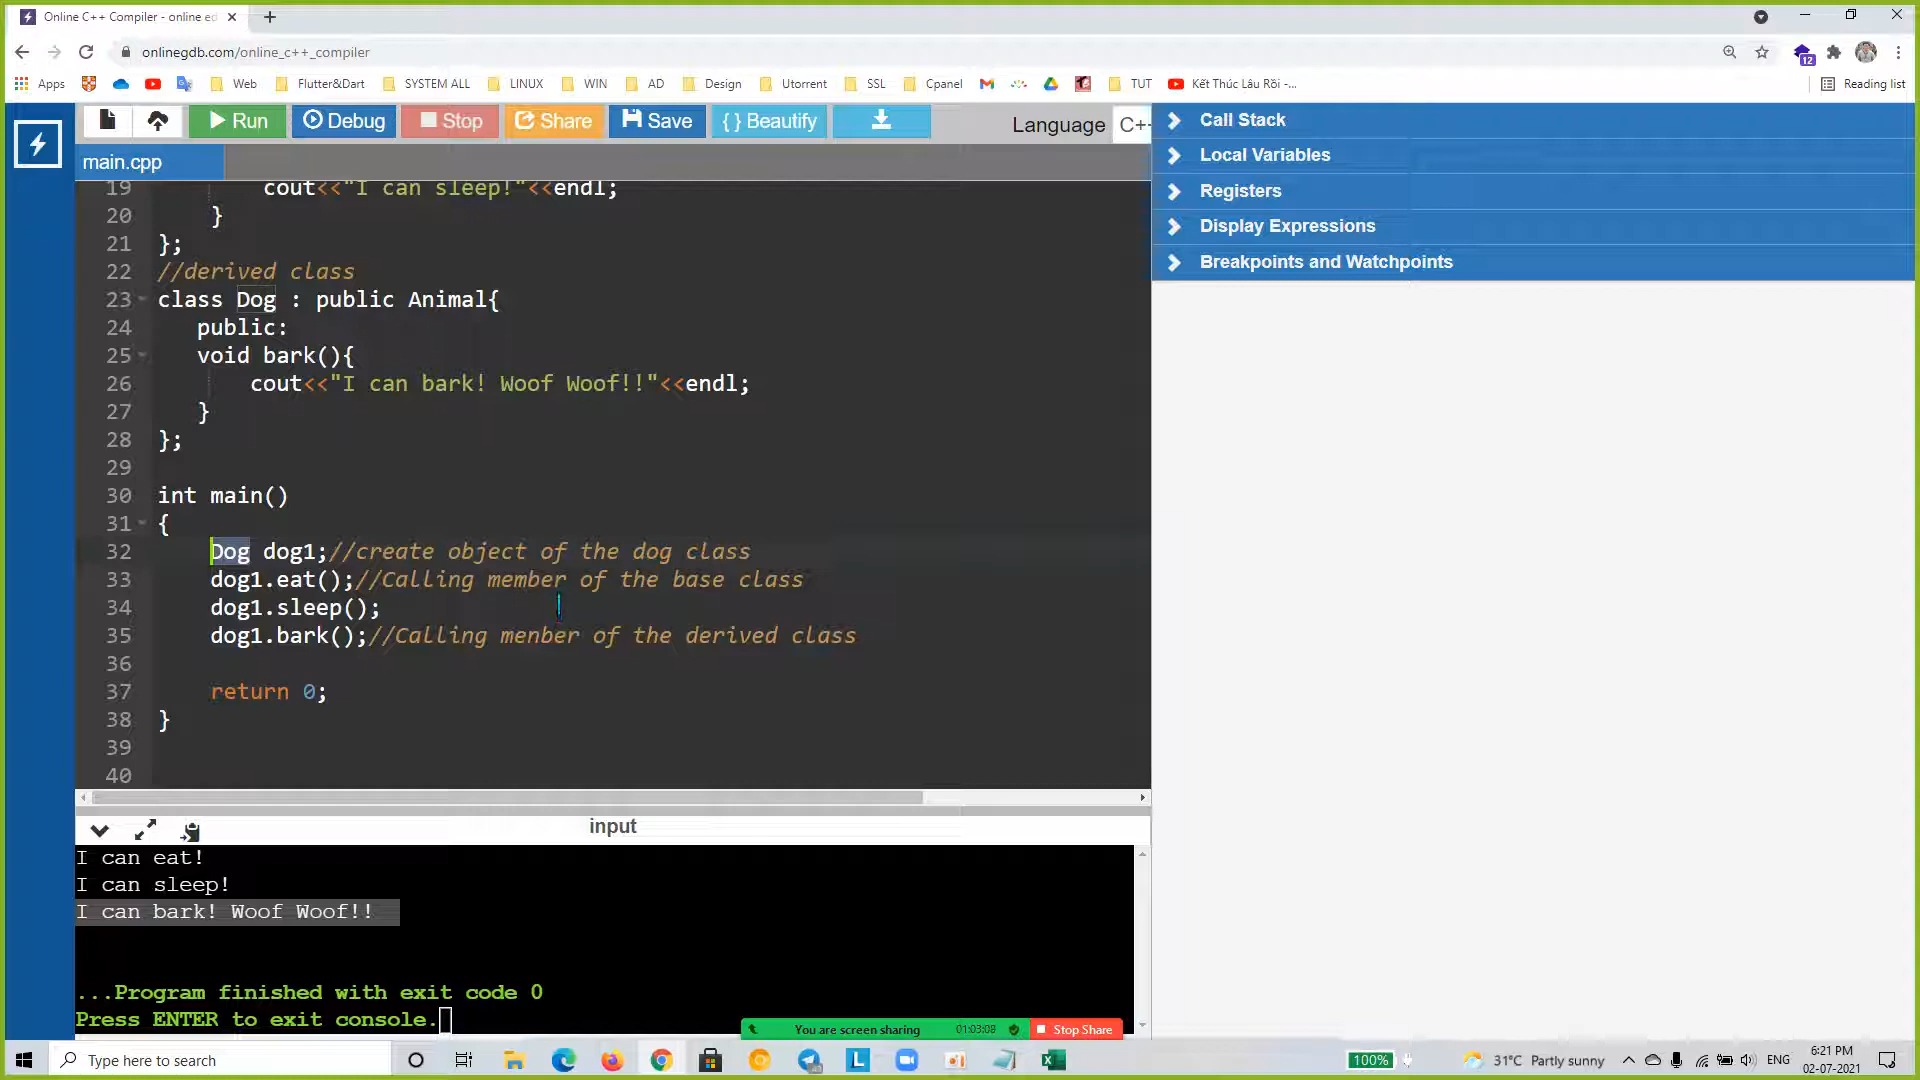 Online C++ Compiler - online ed
onlinegdb.com/online_c++_compiler
12
Apps Web Flutter&Dart SYSTEM ALL LINUX WIN AD Design Utorrent SSL Cpanel TUT Kết Thúc Lâu Rồi -... Reading list
Run Debug Stop Share Save { } Beautify Language C+
main.cpp
19 cout<<"I can sleep!"<<endl;
20 }
21 };
22 //derived class
23 class Dog : public Animal{
24 public:
25 void bark(){
26 cout<<"I can bark! Woof Woof!!"<<endl;
27 }
28 };
29
30 int main()
31 {
32 Dog dog1;//create object of the dog class
33 dog1.eat();//Calling member of the base class
34 dog1.sleep();
35 dog1.bark();//Calling menber of the derived class
36
37 return 0;
38 }
39
40
Call Stack
Local Variables
Registers
Display Expressions
Breakpoints and Watchpoints
input
I can eat!
I can sleep!
I can bark! Woof Woof!!
...Program finished with exit code 0
Press ENTER to exit console.
You are screen sharing 01:03:08 Stop Share
Type here to search
L
100%
31°C Partly sunny
ENG
6:21 PM
02-07-2021